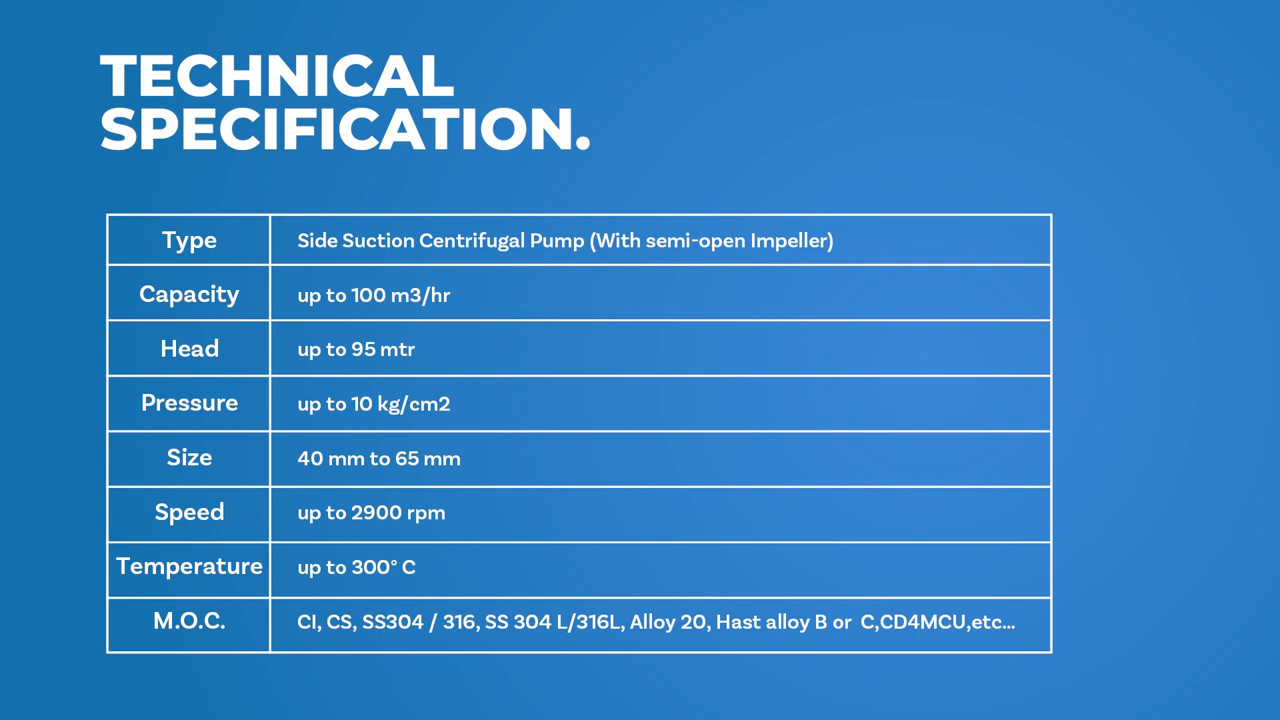 TECHNICAL
SPECIFICATION.
Type Side Suction Centrifugal Pump (With semi-open Impeller)
Capacity up to 100 m3/hr
Head up to 95 mtr
Pressure up to 10 kg/cm2
Size 40 mm to 65 mm
Speed up to 2900 rpm
Temperature up to 300° C
M.O.C. CI, CS, SS304 / 316, SS 304 L/316L, Alloy 20, Hast alloy B or C,CD4MCU,etc...